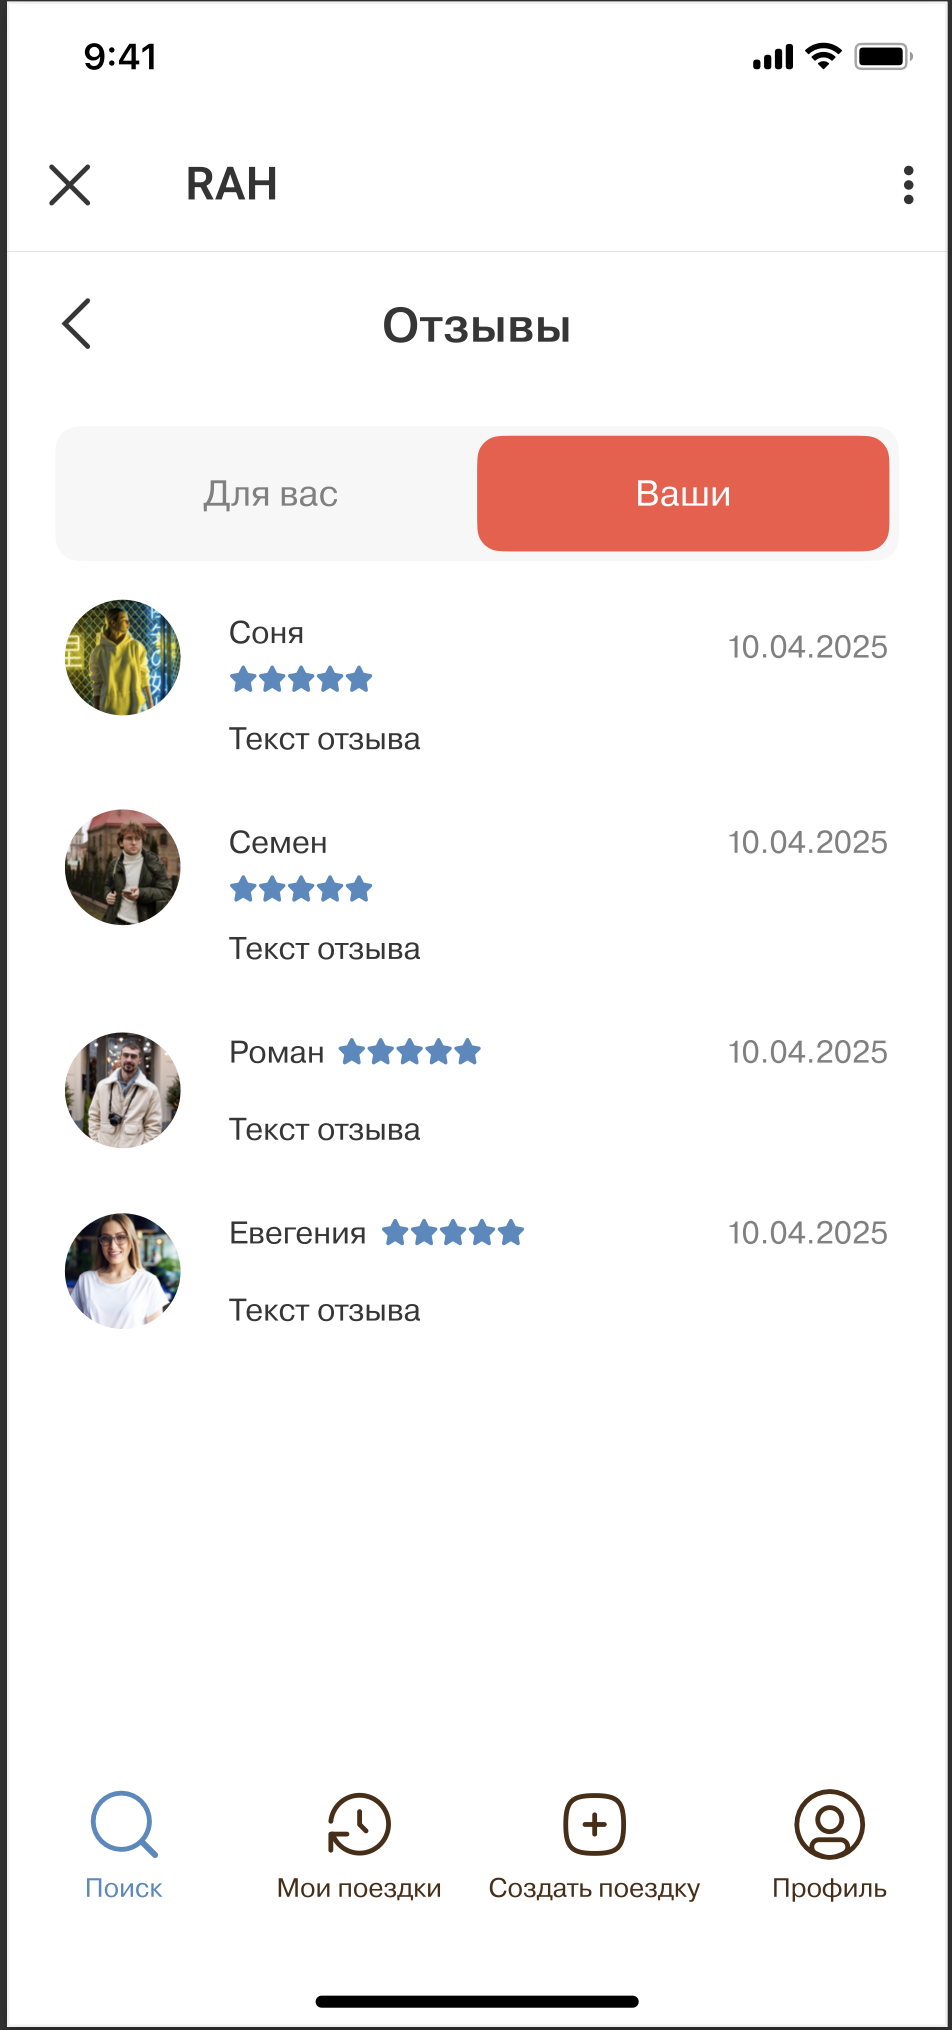 9:41
RAH
Отзывы
Для вас
Ваши
Соня
10.04.2025
Текст отзыва
Семен
10.04.2025
Текст отзыва
Роман
10.04.2025
Текст отзыва
Евегения
10.04.2025
Текст отзыва
Поиск
Мои поездки
Создать поездку
Профиль